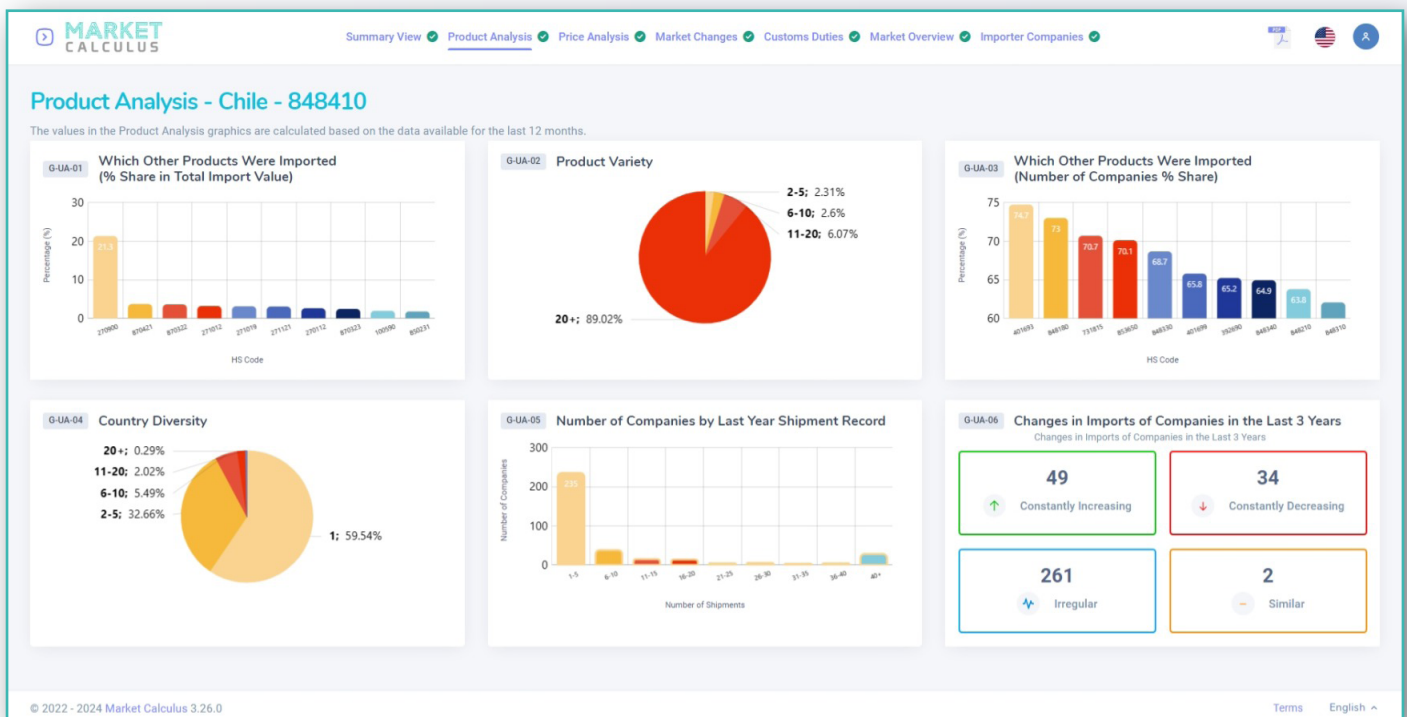 MARKET
CALCULUS
Summary View Product Analysis Price Analysis Market Changes Customs Duties Market Overview Importer Companies
PDF
Product Analysis - Chile - 848410
The values in the Product Analysis graphics are calculated based on the data available for the last 12 months.
G-UA-01 Which Other Products Were Imported
(% Share in Total Import Value)
30
20
10
0
Percentage (%)
21.3
270900 870421 870322 271012 271019 271121 270112 870323 100590 850231
HS Code
G-UA-02 Product Variety
2-5; 2.31%
6-10; 2.6%
11-20; 6.07%
20+; 89.02%
G-UA-03 Which Other Products Were Imported
(Number of Companies % Share)
75
70
65
60
Percentage (%)
74.7 73 70.7 70.1 68.7 65.8 65.2 64.9 63.8
401693 848180 731815 853650 848330 401699 392690 848340 848210 848310
HS Code
G-UA-04 Country Diversity
20+; 0.29%
11-20; 2.02%
6-10; 5.49%
2-5; 32.66%
1; 59.54%
G-UA-05 Number of Companies by Last Year Shipment Record
300
200
100
0
Number of Companies
235
1-5 6-10 11-15 16-20 21-25 26-30 31-35 36-40 40+
Number of Shipments
G-UA-06 Changes in Imports of Companies in the Last 3 Years
Changes in Imports of Companies in the Last 3 Years
49
Constantly Increasing
34
Constantly Decreasing
261
Irregular
2
Similar
© 2022 - 2024 Market Calculus 3.26.0
Terms English